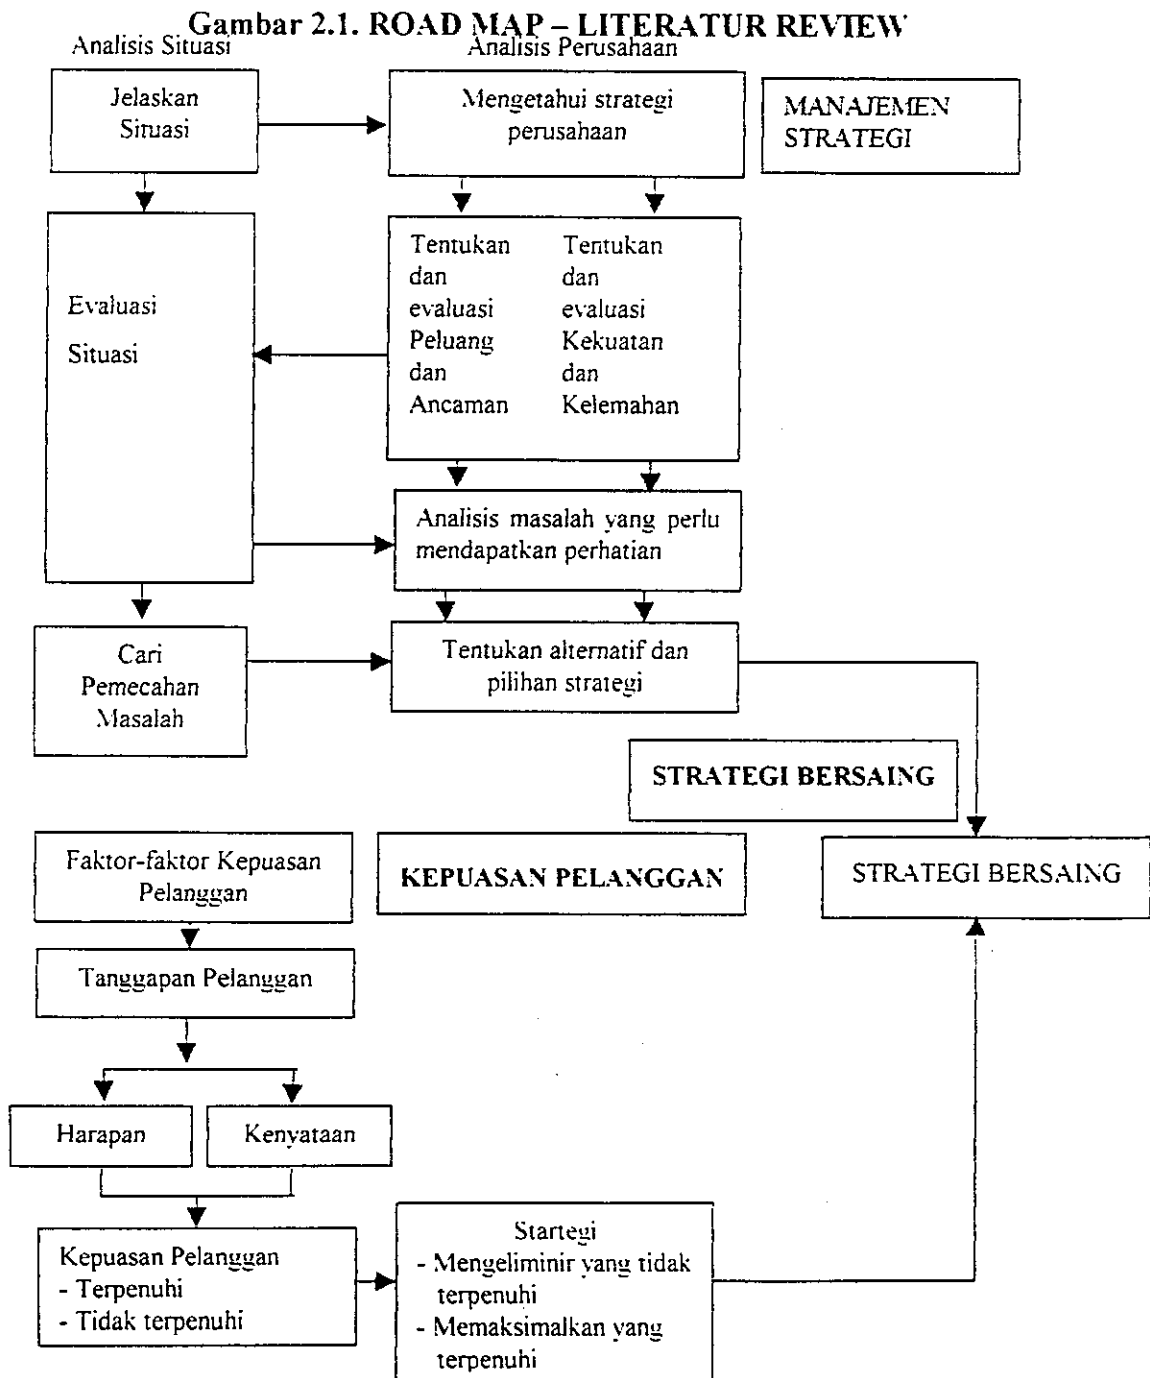 Gambar 2.1. ROAD MAP – LITERATUR REVIEW
Analisis Situasi
Analisis Perusahaan
Jelaskan
Situasi
Mengetahui strategi
perusahaan
MANAJEMEN
STRATEGI
Evaluasi
Situasi
Tentukan
dan
evaluasi
Peluang
dan
Ancaman
Tentukan
dan
evaluasi
Kekuatan
dan
Kelemahan
Analisis masalah yang perlu
mendapatkan perhatian
Cari
Pemecahan
Masalah
Tentukan alternatif dan
pilihan strategi
STRATEGI BERSAING
Faktor-faktor Kepuasan
Pelanggan
KEPUASAN PELANGGAN
STRATEGI BERSAING
Tanggapan Pelanggan
Harapan
Kenyataan
Kepuasan Pelanggan
- Terpenuhi
- Tidak terpenuhi
Startegi
- Mengeliminir yang tidak
terpenuhi
- Memaksimalkan yang
terpenuhi